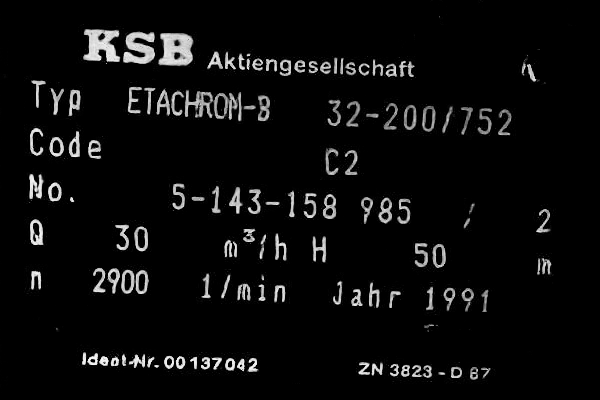 KSB Aktiengesellschaft
Typ ETACHROM-B 32-200/752
Code C2
No. 5-143-158 985 / 2
Q 30 m³/h H 50 m
n 2900 1/min Jahr 1991
Ident-Nr. 00137042 ZN 3823 - D 87